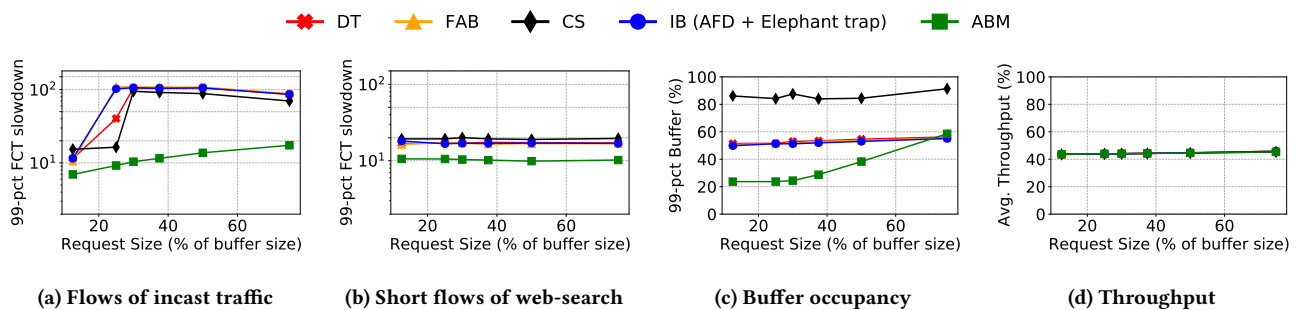 DT FAB CS IB (AFD + Elephant trap) ABM
99-pct FCT slowdown
10²
10¹
20 40 60
Request Size (% of buffer size)
(a) Flows of incast traffic
99-pct FCT slowdown
10²
10¹
20 40 60
Request Size (% of buffer size)
(b) Short flows of web-search
99-pct Buffer (%)
100
80
60
40
20
0
20 40 60
Request Size (% of buffer size)
(c) Buffer occupancy
Avg. Throughput (%)
100
80
60
40
20
0
20 40 60
Request Size (% of buffer size)
(d) Throughput